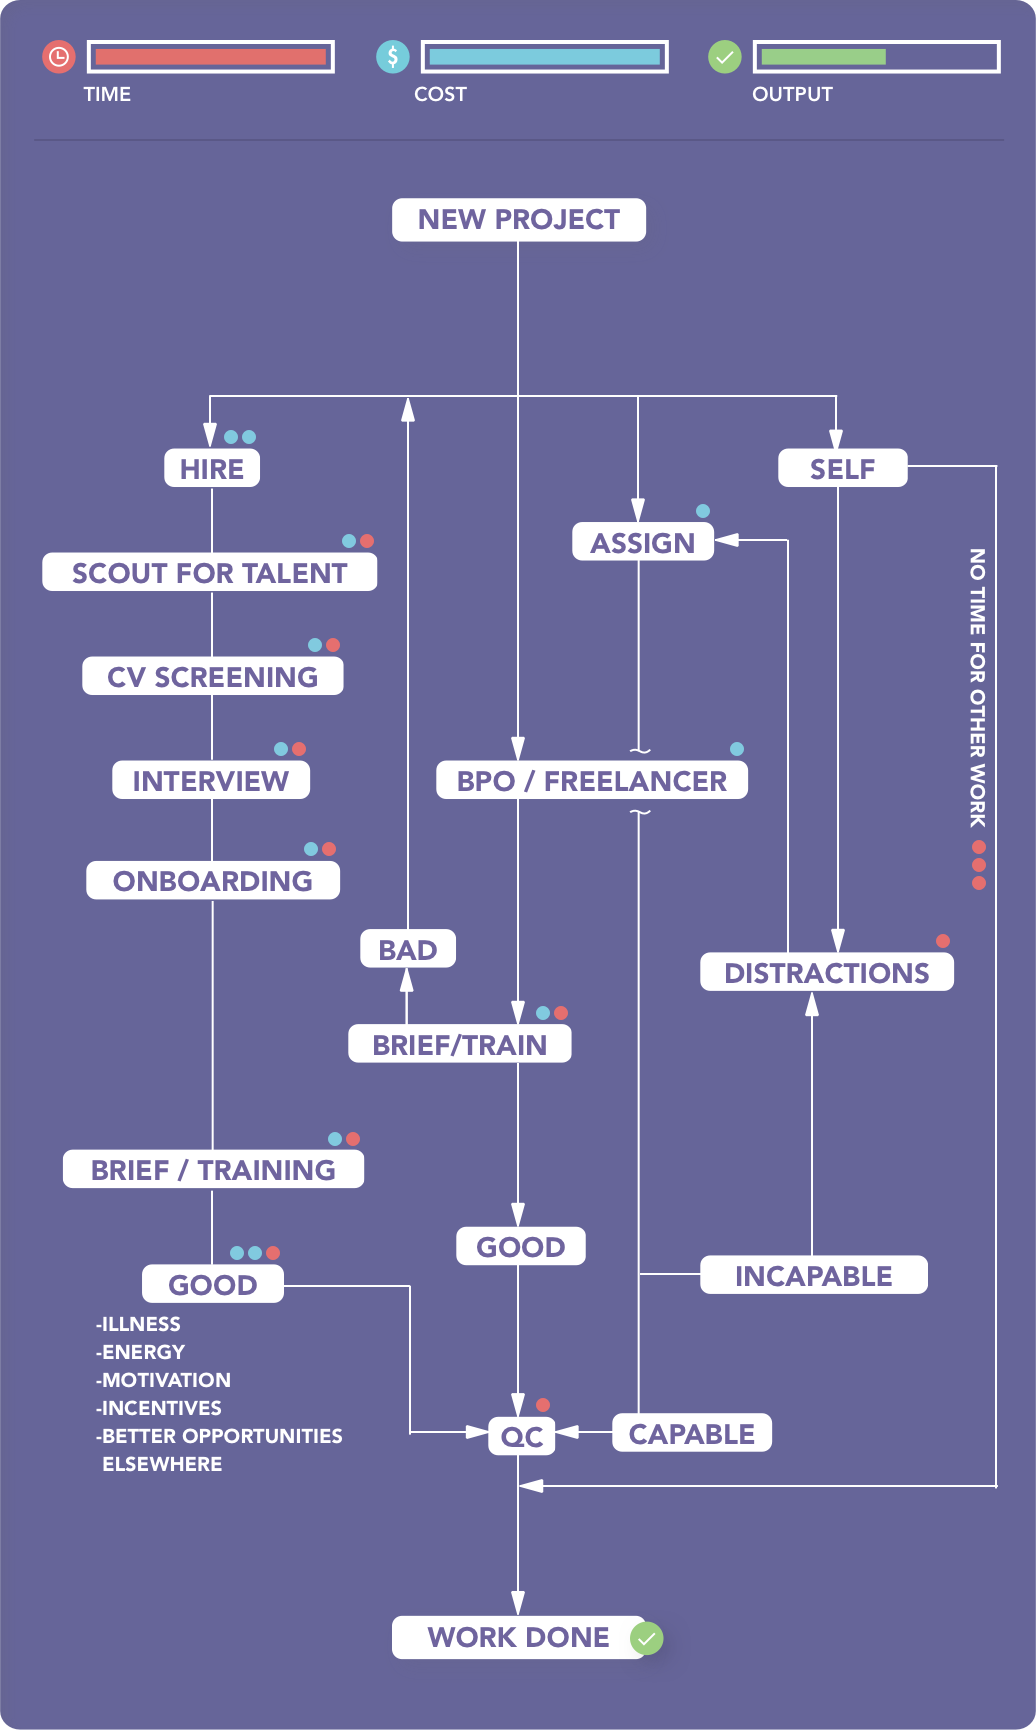 TIME
$
COST
OUTPUT
NEW PROJECT
HIRE
SELF
ASSIGN
SCOUT FOR TALENT
NO TIME FOR OTHER WORK
CV SCREENING
INTERVIEW
BPO / FREELANCER
ONBOARDING
BAD
DISTRACTIONS
BRIEF/TRAIN
BRIEF / TRAINING
GOOD
INCAPABLE
GOOD
-ILLNESS
-ENERGY
-MOTIVATION
-INCENTIVES
-BETTER OPPORTUNITIES
ELSEWHERE
QC
CAPABLE
WORK DONE